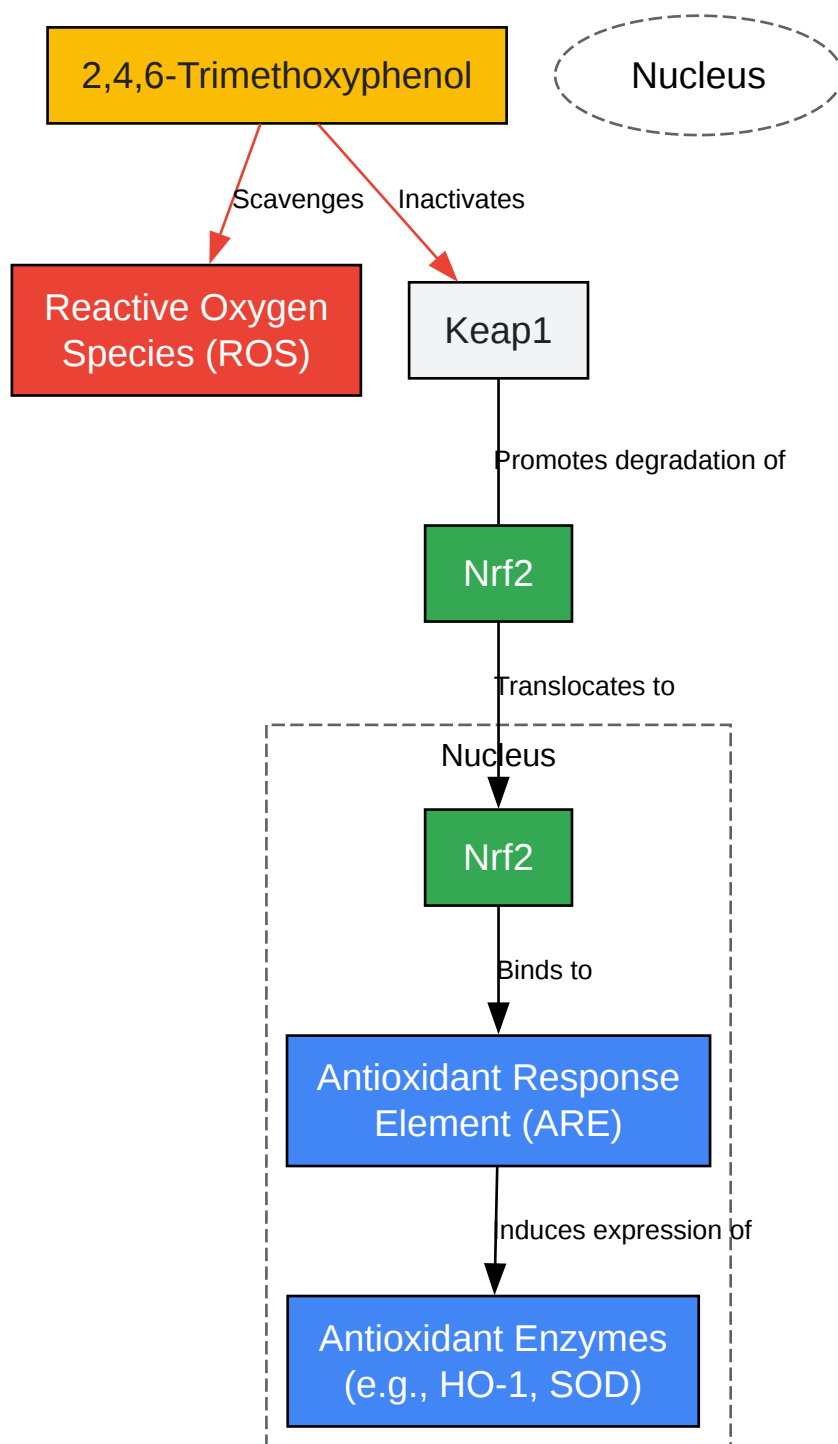 2,4,6-Trimethoxyphenol
Nucleus
Scavenges
Inactivates
Reactive Oxygen
Species (ROS)
Keap1
Promotes degradation of
Nrf2
Translocates to
Nucleus
Nrf2
Binds to
Antioxidant Response
Element (ARE)
Induces expression of
Antioxidant Enzymes
(e.g., HO-1, SOD)